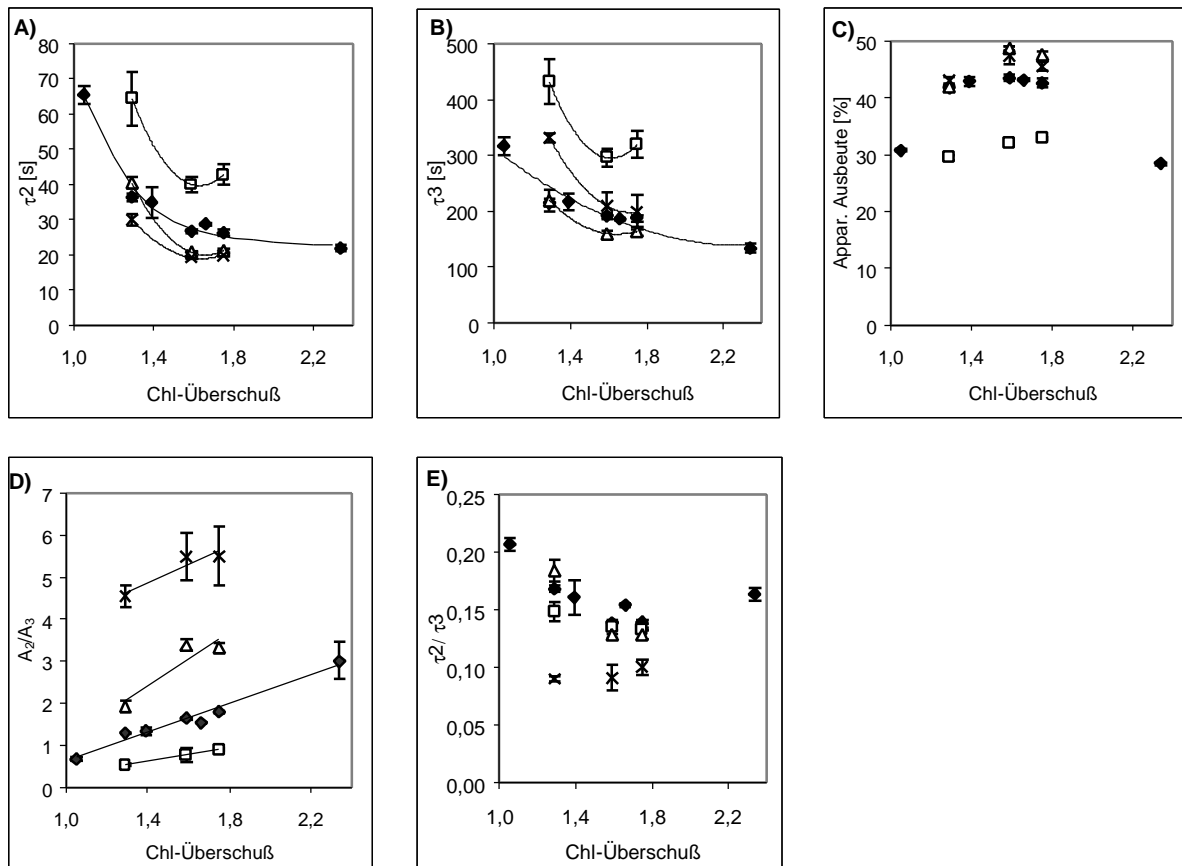 A)
τ2 [s]
80
70
60
50
40
30
20
10
0
1,0 1,4 1,8 2,2
Chl-Überschuß
B)
τ3 [s]
500
400
300
200
100
0
1,0 1,4 1,8 2,2
Chl-Überschuß
C)
Appar. Ausbeute [%]
50
40
30
20
10
0
1,0 1,4 1,8 2,2
Chl-Überschuß
D)
A2/A3
7
6
5
4
3
2
1
0
1,0 1,4 1,8 2,2
Chl-Überschuß
E)
τ2/ τ3
0,25
0,20
0,15
0,10
0,05
0,00
1,0 1,4 1,8 2,2
Chl-Überschuß